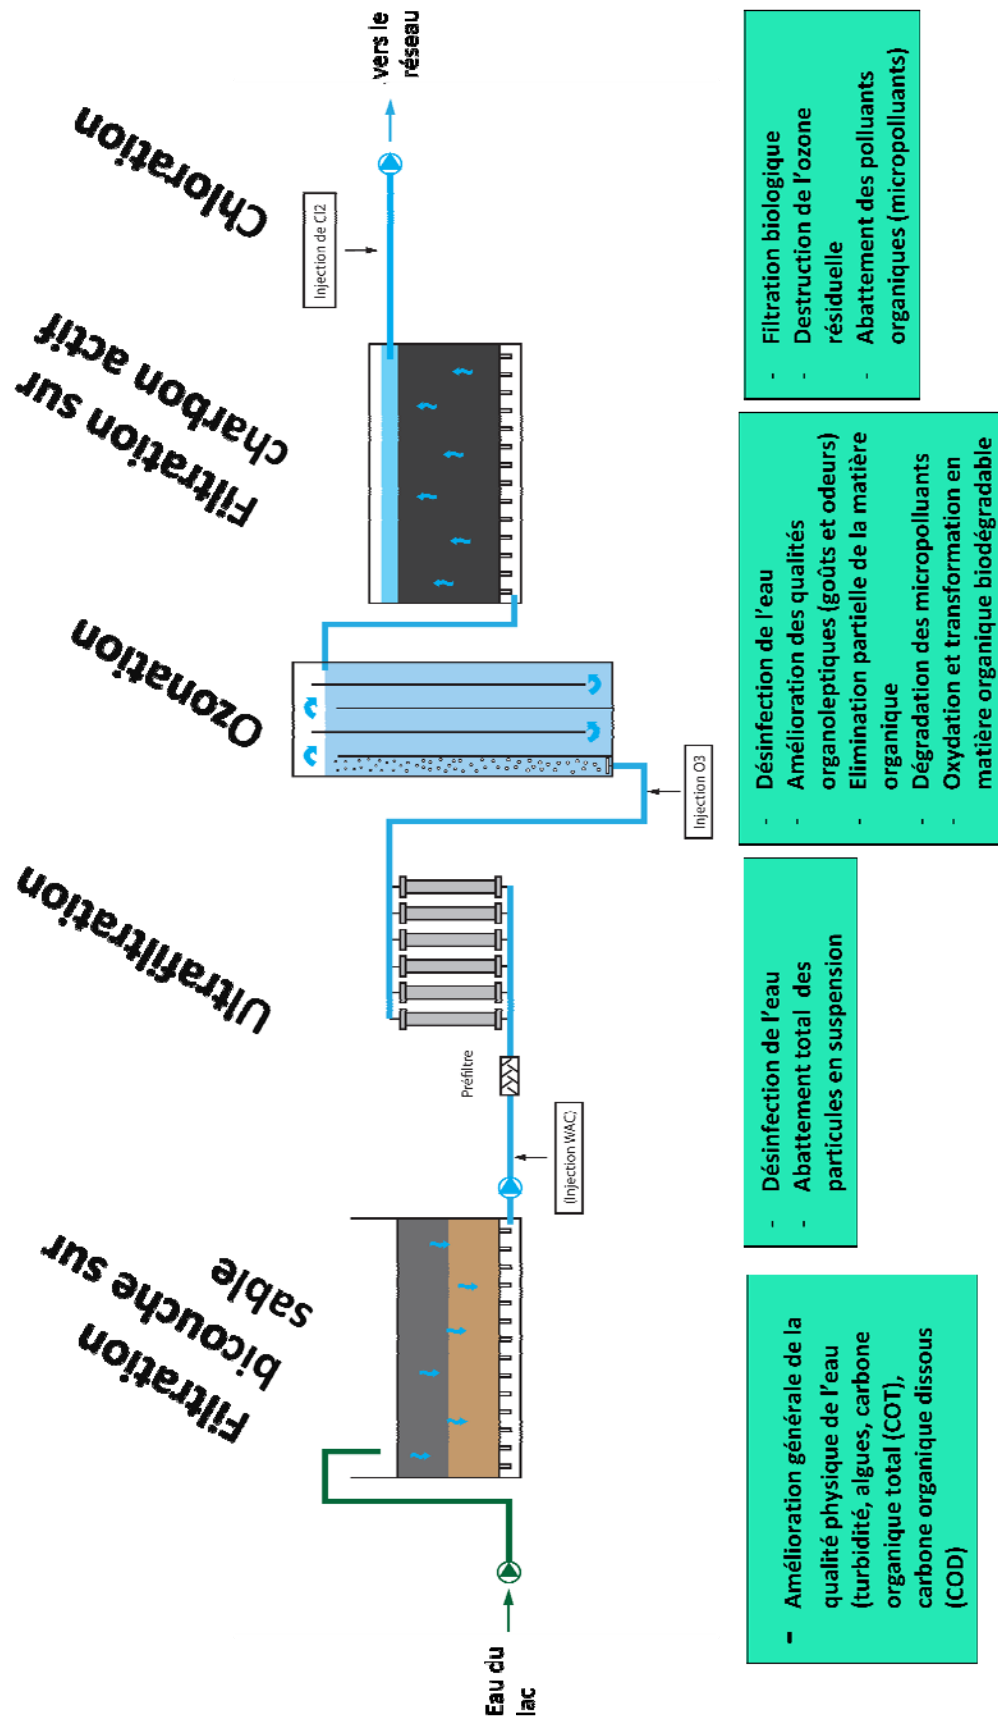 Filtration
bicouche sur
sable
Ultrafiltration
Ozonation
Filtration sur
charbon actif
Chloration
Eau du
lac
(Injection WAC)
Préfiltre
Injection O3
Injection de Cl2
vers le
réseau
- Amélioration générale de la
qualité physique de l'eau
(turbidité, algues, carbone
organique total (COT),
carbone organique dissous
(COD)
- Désinfection de l'eau
- Abattement total des
particules en suspension
- Désinfection de l'eau
- Amélioration des qualités
organoleptiques (goûts et odeurs)
- Elimination partielle de la matière
organique
- Dégradation des micropolluants
- Oxydation et transformation en
matière organique biodégradable
- Filtration biologique
- Destruction de l'ozone
résiduelle
- Abattement des polluants
organiques (micropolluants)